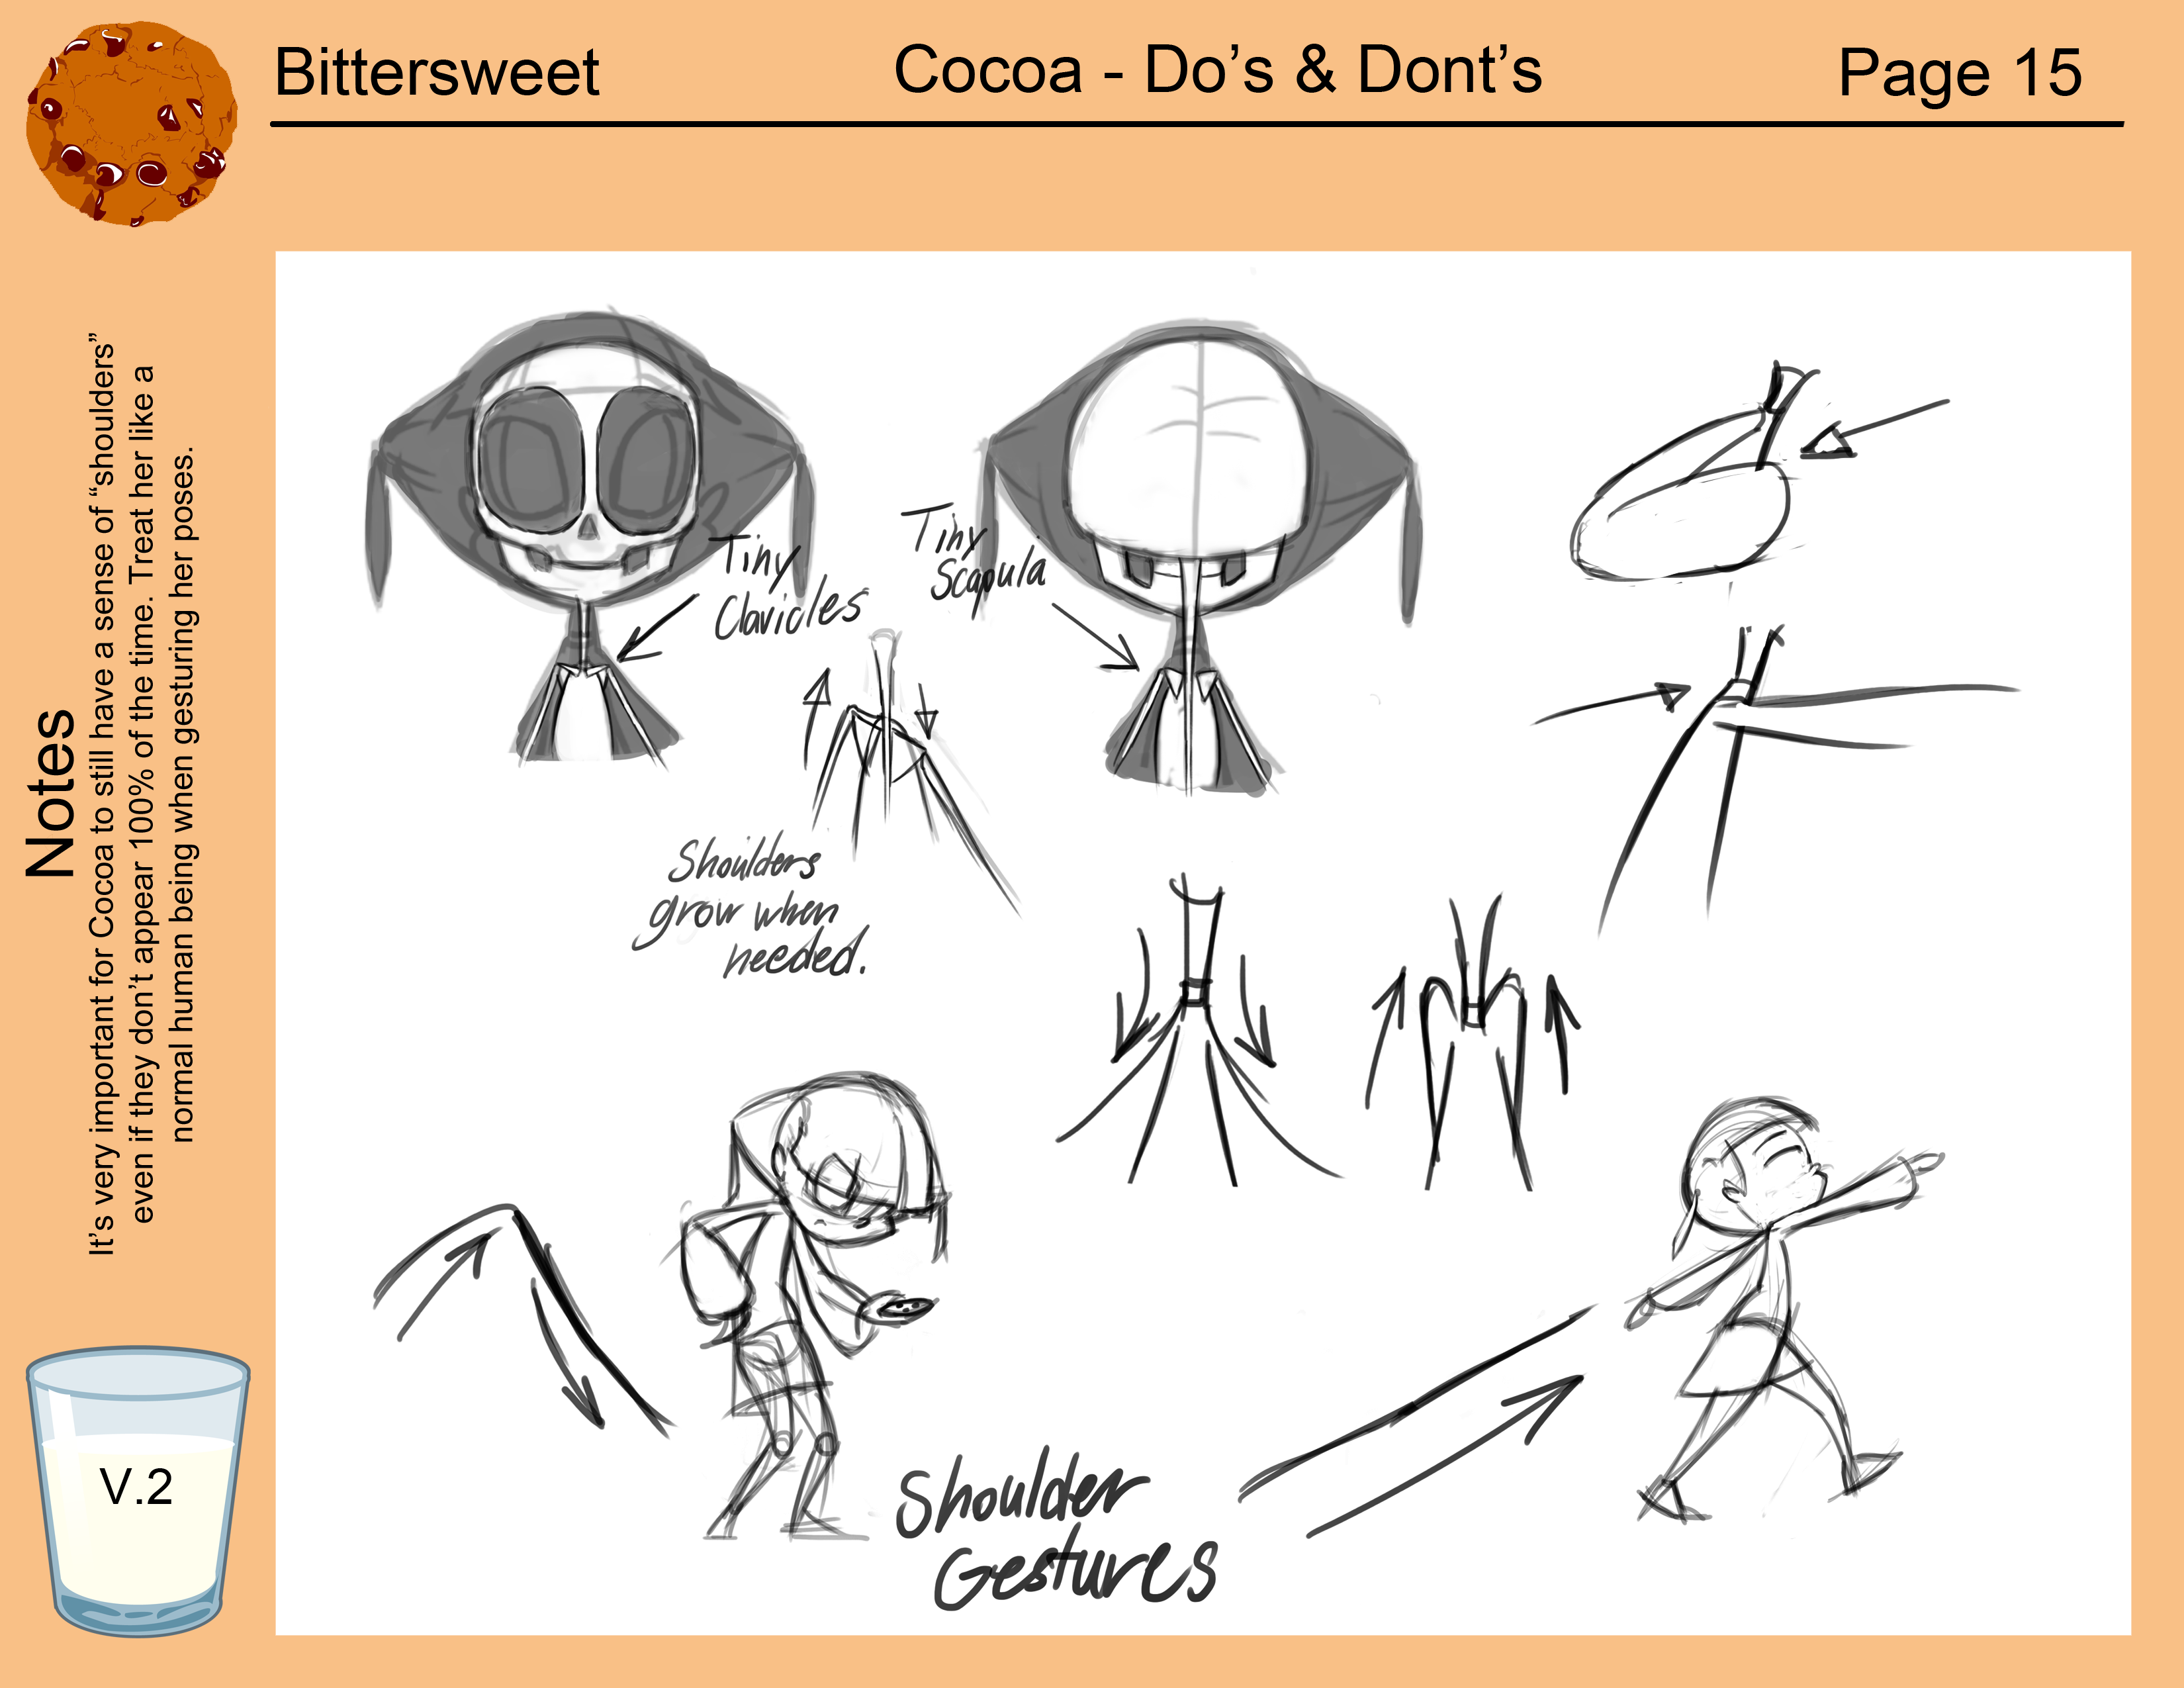 Bittersweet
Cocoa - Do's & Dont's
Page 15
Notes
It's very important for Cocoa to still have a sense of “shoulders”
even if they don't appear 100% of the time. Treat her like a
normal human being when gesturing her poses.
Tiny
Clavicles
Tiny
Scapula
Shoulders
grow when
needed.
Shoulder
Gestures
V.2